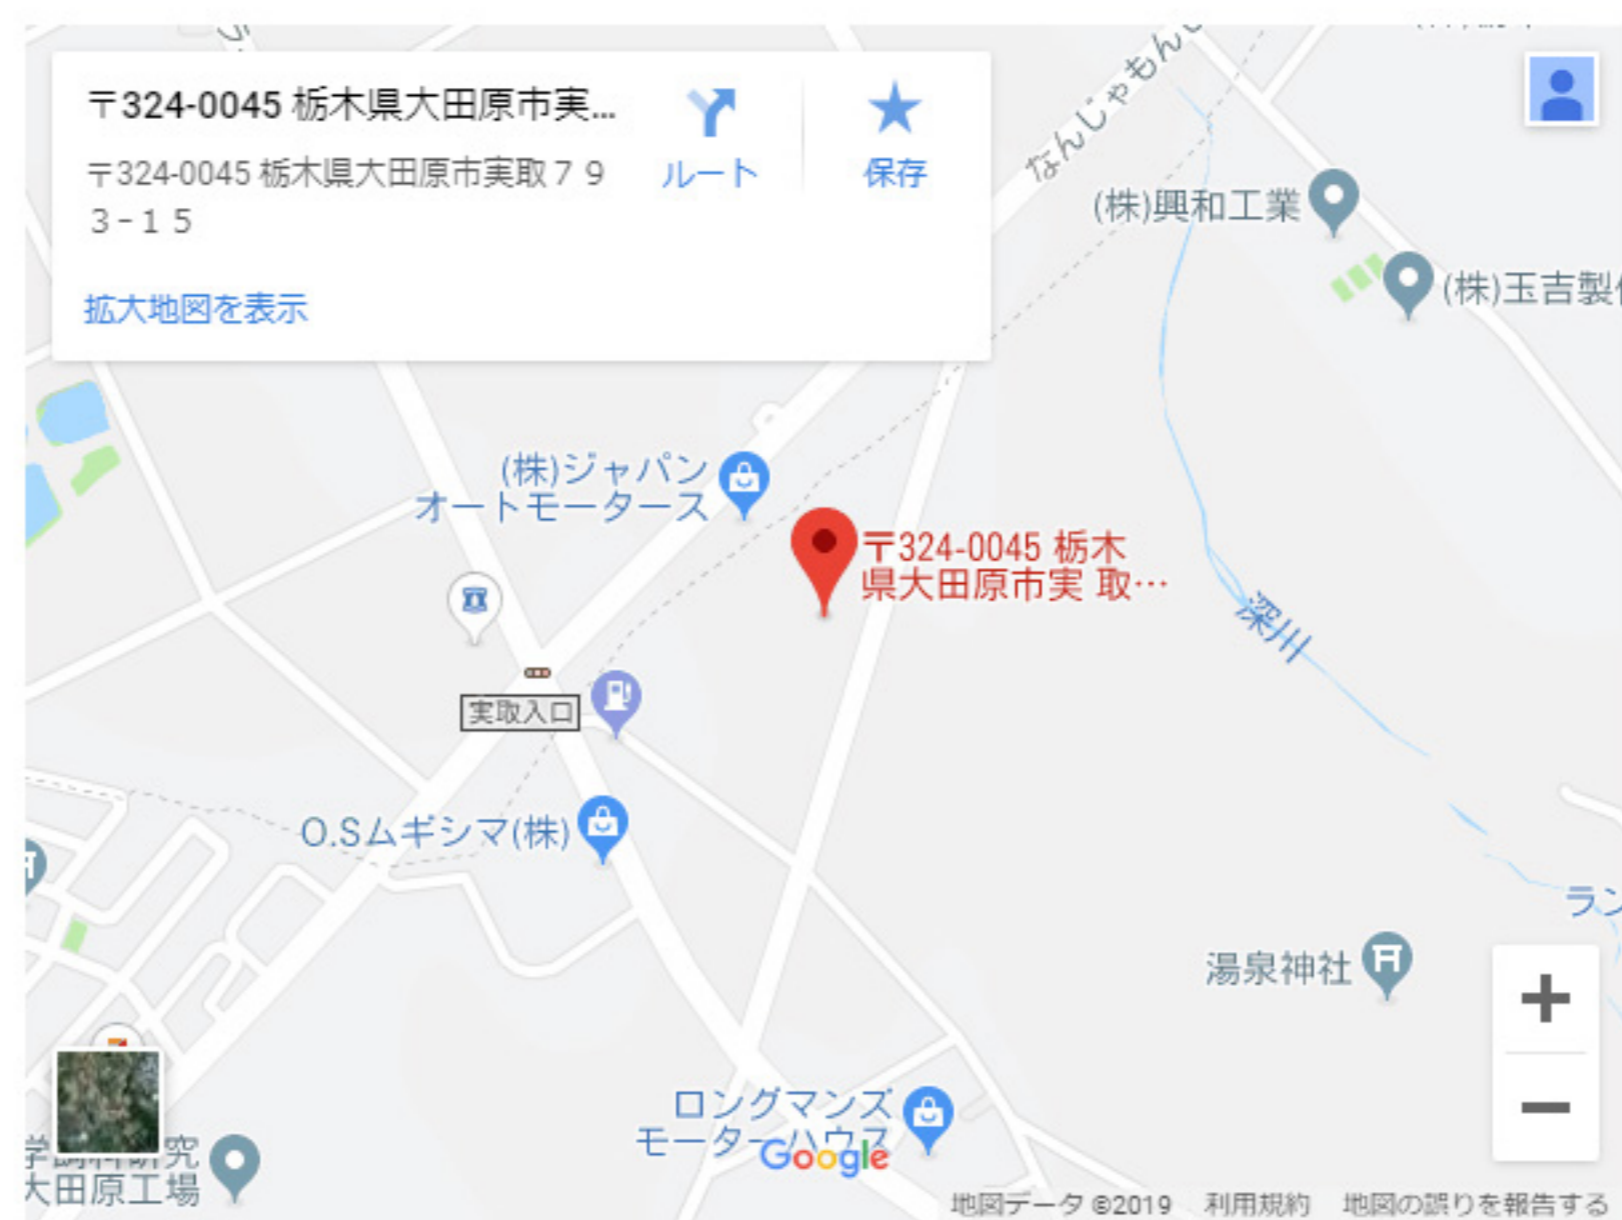 〒324-0045 栃木県大田原市実...
〒324-0045 栃木県大田原市実取７９
３−１５
ルート
保存
拡大地図を表示
なんじゃもんじ
(株)興和工業
(株)玉吉製
(株)ジャパン
オートモータース
〒324-0045 栃木
県大田原市実 取…
深川
実取入口
O.Sムギシマ(株)
ラン
湯泉神社
ロングマンズ
モーターハウス
究
大田原工場
Google
地図データ ©2019 利用規約 地図の誤りを報告する